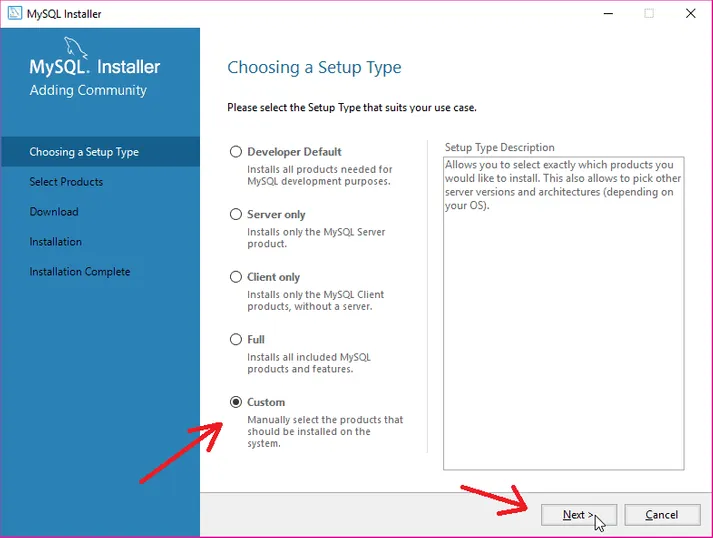 MySQL Installer
MySQL. Installer
Adding Community
Choosing a Setup Type
Select Products
Download
Installation
Installation Complete
Choosing a Setup Type
Please select the Setup Type that suits your use case.
Developer Default
Installs all products needed for
MySQL development purposes.
Server only
Installs only the MySQL Server
product.
Client only
Installs only the MySQL Client
products, without a server.
Full
Installs all included MySQL
products and features.
Custom
Manually select the products that
should be installed on the
system.
Setup Type Description
Allows you to select exactly which products you
would like to install. This also allows to pick other
server versions and architectures (depending on
your OS).
Next >
Cancel